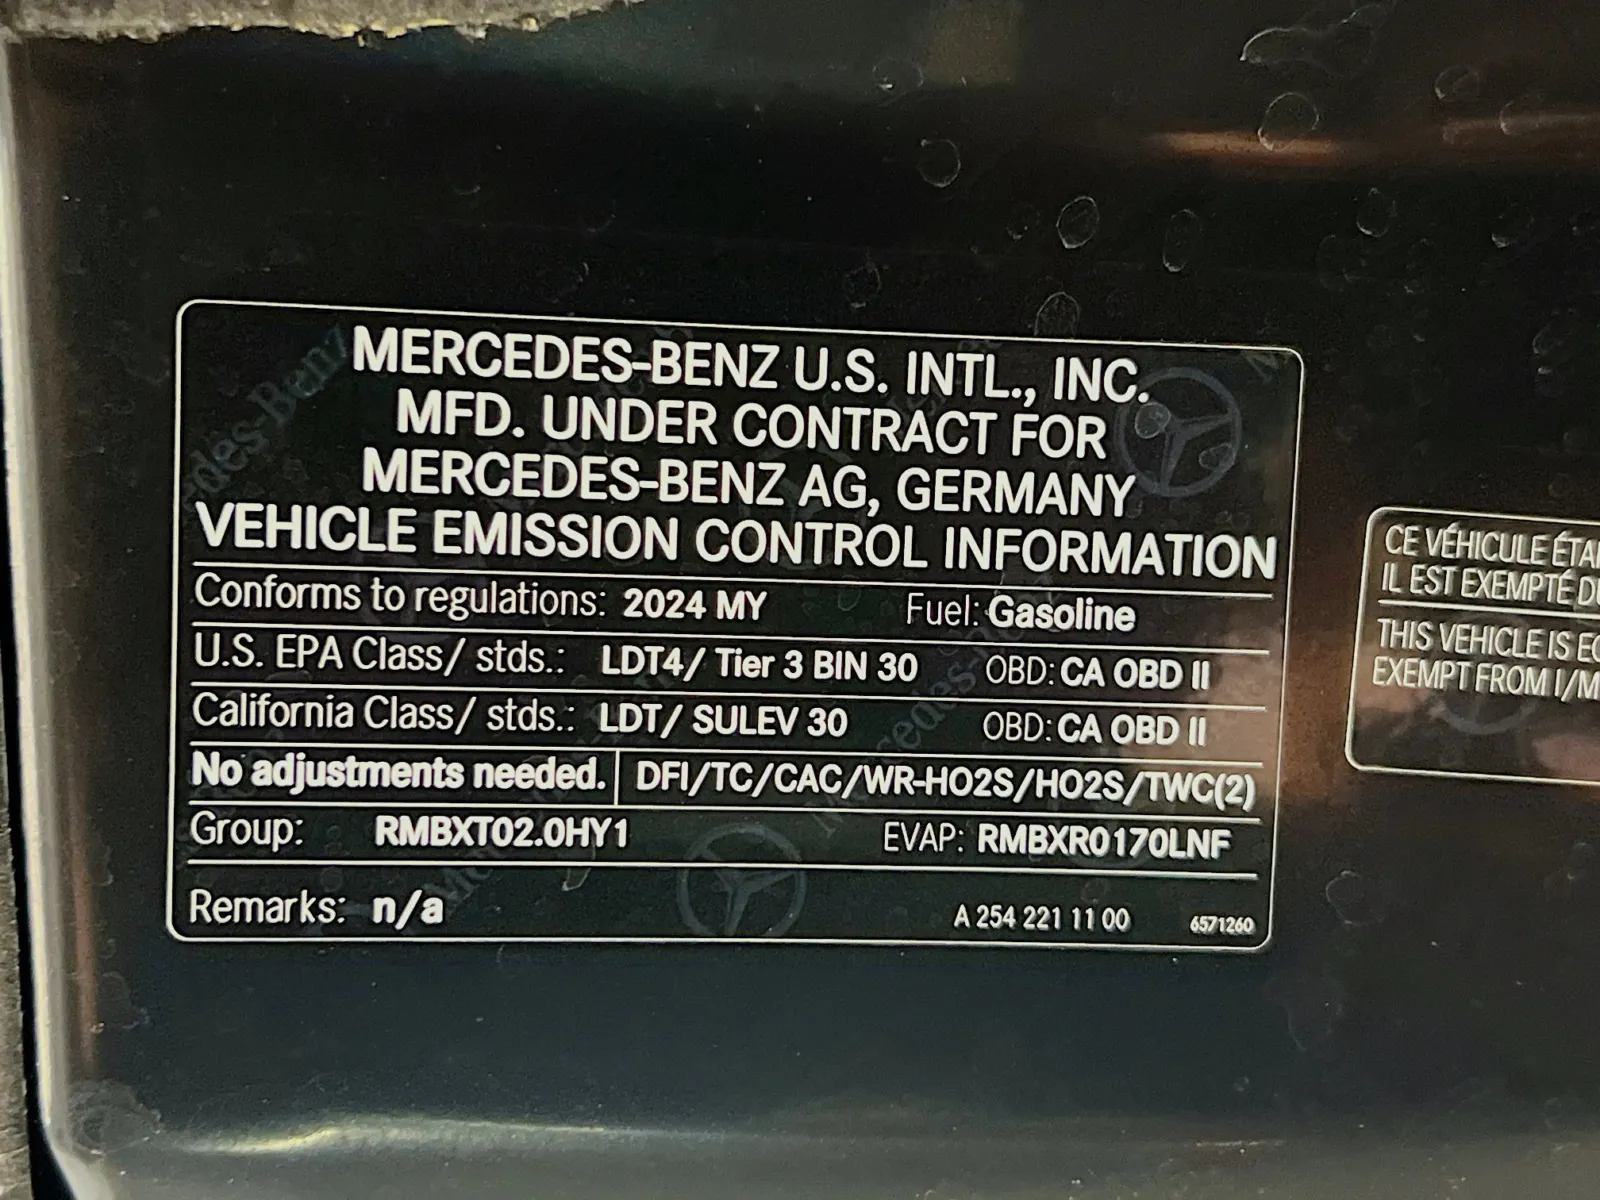 MERCEDES-BENZ U.S. INTL., INC.
MFD. UNDER CONTRACT FOR
MERCEDES-BENZ AG, GERMANY
VEHICLE EMISSION CONTROL INFORMATION
Conforms to regulations: 2024 MY Fuel: Gasoline
U.S. EPA Class/ stds.: LDT4/ Tier 3 BIN 30 OBD: CA OBD II
California Class/ stds.: LDT/ SULEV 30 OBD: CA OBD II
No adjustments needed. DFI/TC/CAC/WR-HO2S/HO2S/TWC(2)
Group: RMBXT02.0HY1 EVAP: RMBXR0170LNF
Remarks: n/a A 254 221 11 00 6571260
CE VÉHICULE
IL EST EXEMPTÉ
THIS VEHICLE IS
EXEMPT FROM I/M